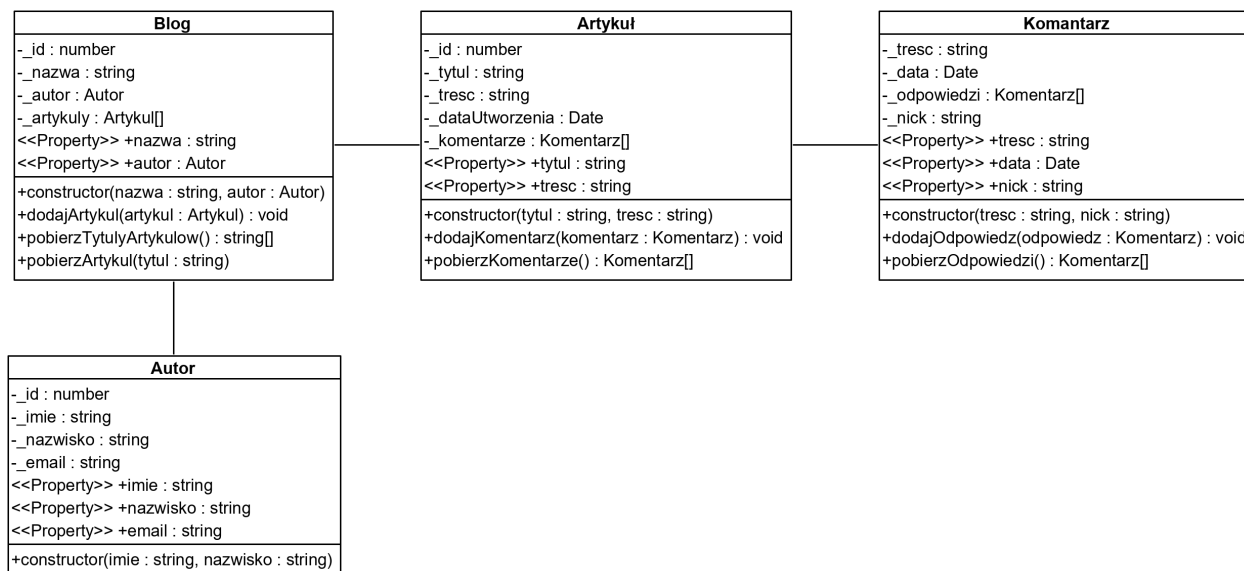 Blog
-_id : number
-_nazwa : string
-_autor : Autor
-_artykuly : Artykul[]
<<Property>> +nazwa : string
<<Property>> +autor : Autor
+constructor(nazwa : string, autor : Autor)
+dodajArtykul(artykul : Artykul) : void
+pobierzTytulyArtykulow() : string[]
+pobierzArtykul(tytul : string)
Artykuł
-_id : number
-_tytul : string
-_tresc : string
-_dataUtworzenia : Date
-_komentarze : Komentarz[]
<<Property>> +tytul : string
<<Property>> +tresc : string
+constructor(tytul : string, tresc : string)
+dodajKomentarz(komentarz : Komentarz) : void
+pobierzKomentarze() : Komentarz[]
Komantarz
-_tresc : string
-_data : Date
-_odpowiedzi : Komentarz[]
-_nick : string
<<Property>> +tresc : string
<<Property>> +data : Date
<<Property>> +nick : string
+constructor(tresc : string, nick : string)
+dodajOdpowiedz(odpowiedz : Komentarz) : void
+pobierzOdpowiedzi() : Komentarz[]
Autor
-_id : number
-_imie : string
-_nazwisko : string
-_email : string
<<Property>> +imie : string
<<Property>> +nazwisko : string
<<Property>> +email : string
+constructor(imie : string, nazwisko : string)